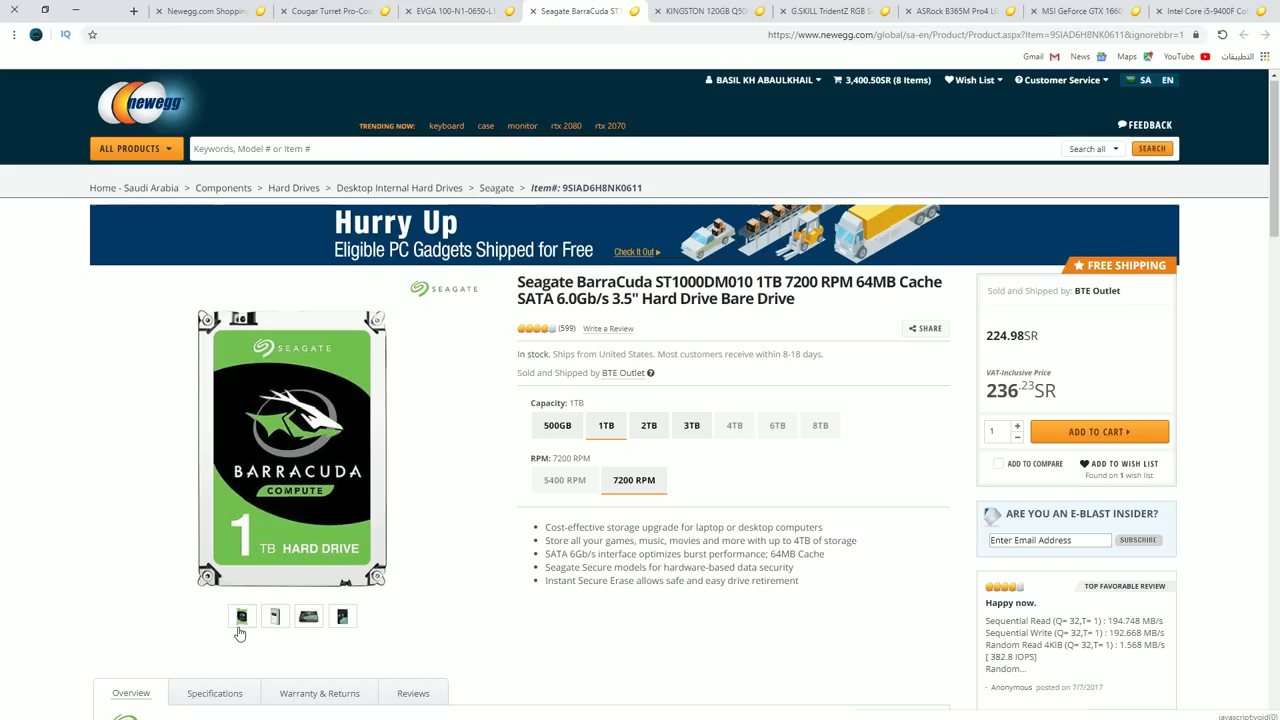 Newegg.com Shoppin
Cougar Turret Pro-Coo
EVGA 100-N1-0650-L1
Seagate BarraCuda ST1
KINGSTON 120GB Q50
G.SKILL TridentZ RGB S
ASRock B365M Pro4 L
MSI GeForce GTX 1660
Intel Core i5-9400F Cof
IQ
https://www.newegg.com/global/sa-en/Product/Product.aspx?Item=9SIAD6H8NK0611&ignorebbr=1
Gmail News Maps YouTube التطبيقات
newegg
BASIL KH ABAULKHAIL
3,400.50SR (8 Items)
Wish List
Customer Service
SA EN
TRENDING NOW: keyboard case monitor rtx 2080 rtx 2070
FEEDBACK
ALL PRODUCTS
Keywords, Model # or Item #
Search all
SEARCH
Home - Saudi Arabia > Components > Hard Drives > Desktop Internal Hard Drives > Seagate > Item#: 9SIAD6H8NK0611
Hurry Up
Eligible PC Gadgets Shipped for Free
Check It Out
SEAGATE
Seagate BarraCuda ST1000DM010 1TB 7200 RPM 64MB Cache
SATA 6.0Gb/s 3.5" Hard Drive Bare Drive
(599) Write a Review
SHARE
In stock. Ships from United States. Most customers receive within 8-18 days.
Sold and Shipped by BTE Outlet
Capacity: 1TB
500GB 1TB 2TB 3TB 4TB 6TB 8TB
RPM: 7200 RPM
5400 RPM 7200 RPM
Cost-effective storage upgrade for laptop or desktop computers
Store all your games, music, movies and more with up to 4TB of storage
SATA 6Gb/s interface optimizes burst performance; 64MB Cache
Seagate Secure models for hardware-based data security
Instant Secure Erase allows safe and easy drive retirement
SEAGATE
BARRACUDA
COMPUTE
1 TB HARD DRIVE
FREE SHIPPING
Sold and Shipped by: BTE Outlet
224.98SR
VAT-Inclusive Price
236.23SR
1
ADD TO CART
ADD TO COMPARE
ADD TO WISH LIST
Found on 1 wish list
ARE YOU AN E-BLAST INSIDER?
Enter Email Address
SUBSCRIBE
TOP FAVORABLE REVIEW
Happy now.
Sequential Read (Q= 32,T= 1) : 194.748 MB/s
Sequential Write (Q= 32,T= 1) : 192.668 MB/s
Random Read 4KiB (Q= 32,T= 1) : 1.568 MB/s
[ 382.8 IOPS]
Random...
- Anonymous posted on 7/7/2017
Overview Specifications Warranty & Returns Reviews
javascript:void(0)